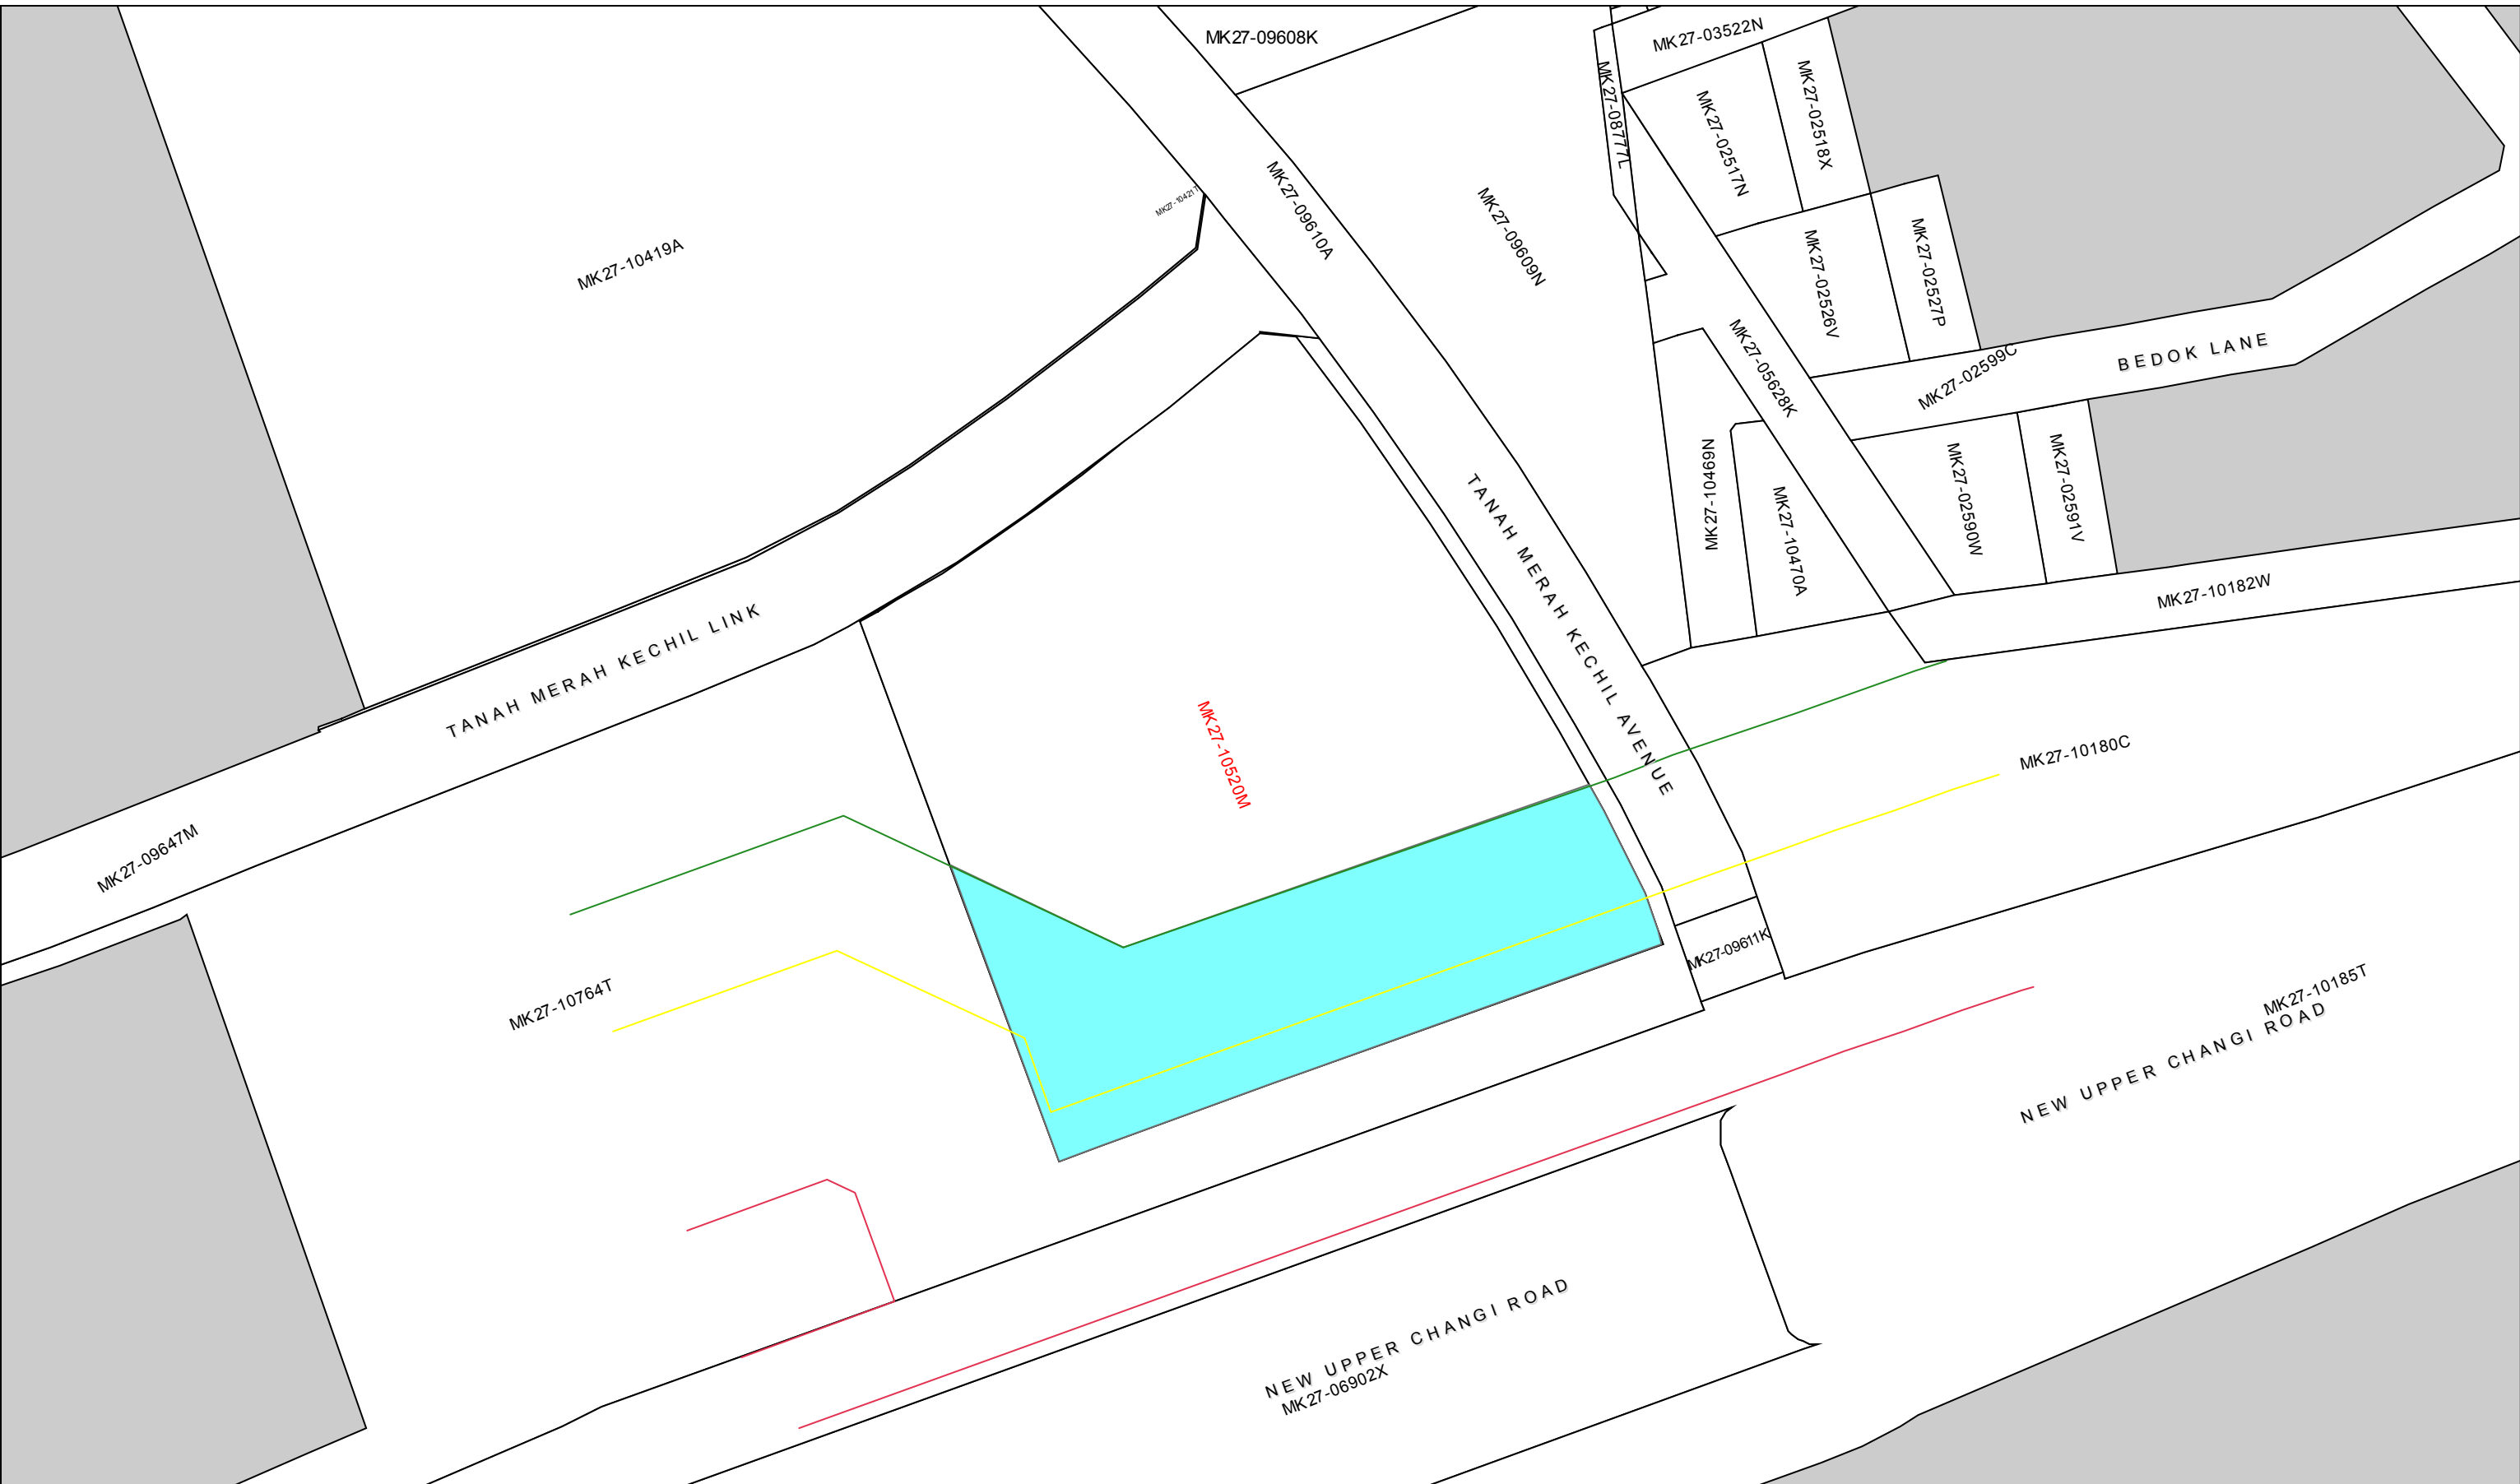 MK27-09608K
MK27-03522N
MK27-08777L
MK27-02517N
MK27-02518X
MK27-10421T
MK27-09610A
MK27-09609N
MK27-10419A
MK27-02526V
MK27-02527P
MK27-05628K
MK27-02599C
BEDOK LANE
MK27-10469N
MK27-10470A
MK27-02590W
MK27-02591V
MK27-10182W
TANAH MERAH KECHIL LINK
TANAH MERAH KECHIL AVENUE
MK27-10520M
MK27-10180C
MK27-09647M
MK27-09611K
MK27-10764T
MK27-10185T
NEW UPPER CHANGI ROAD
NEW UPPER CHANGI ROAD
MK27-06902X